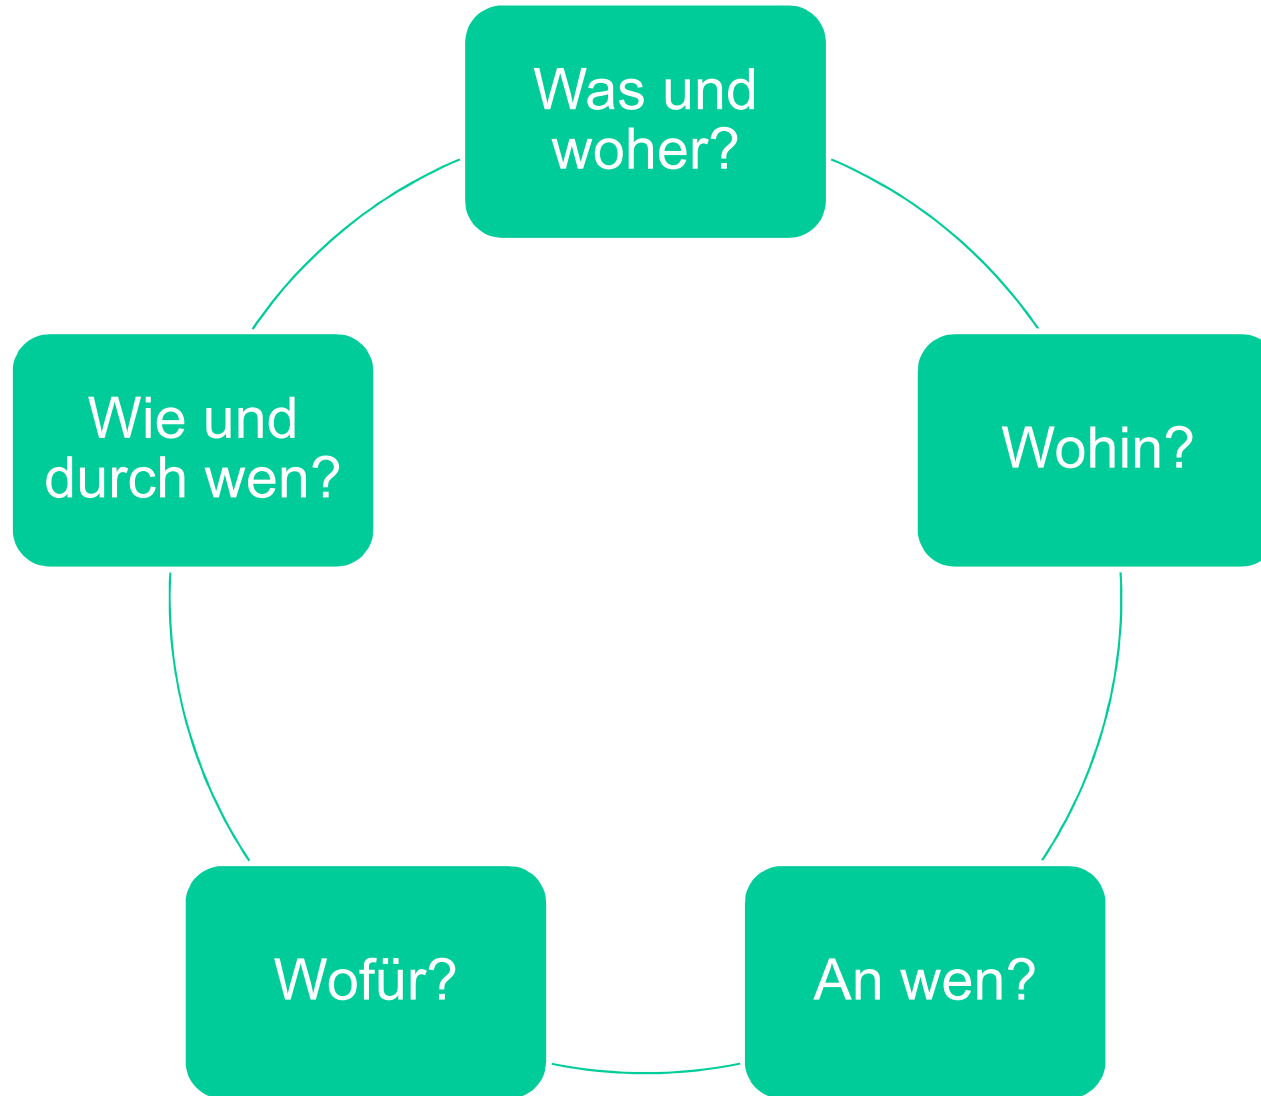 Was und
woher?
Wohin?
An wen?
Wofür?
Wie und
durch wen?